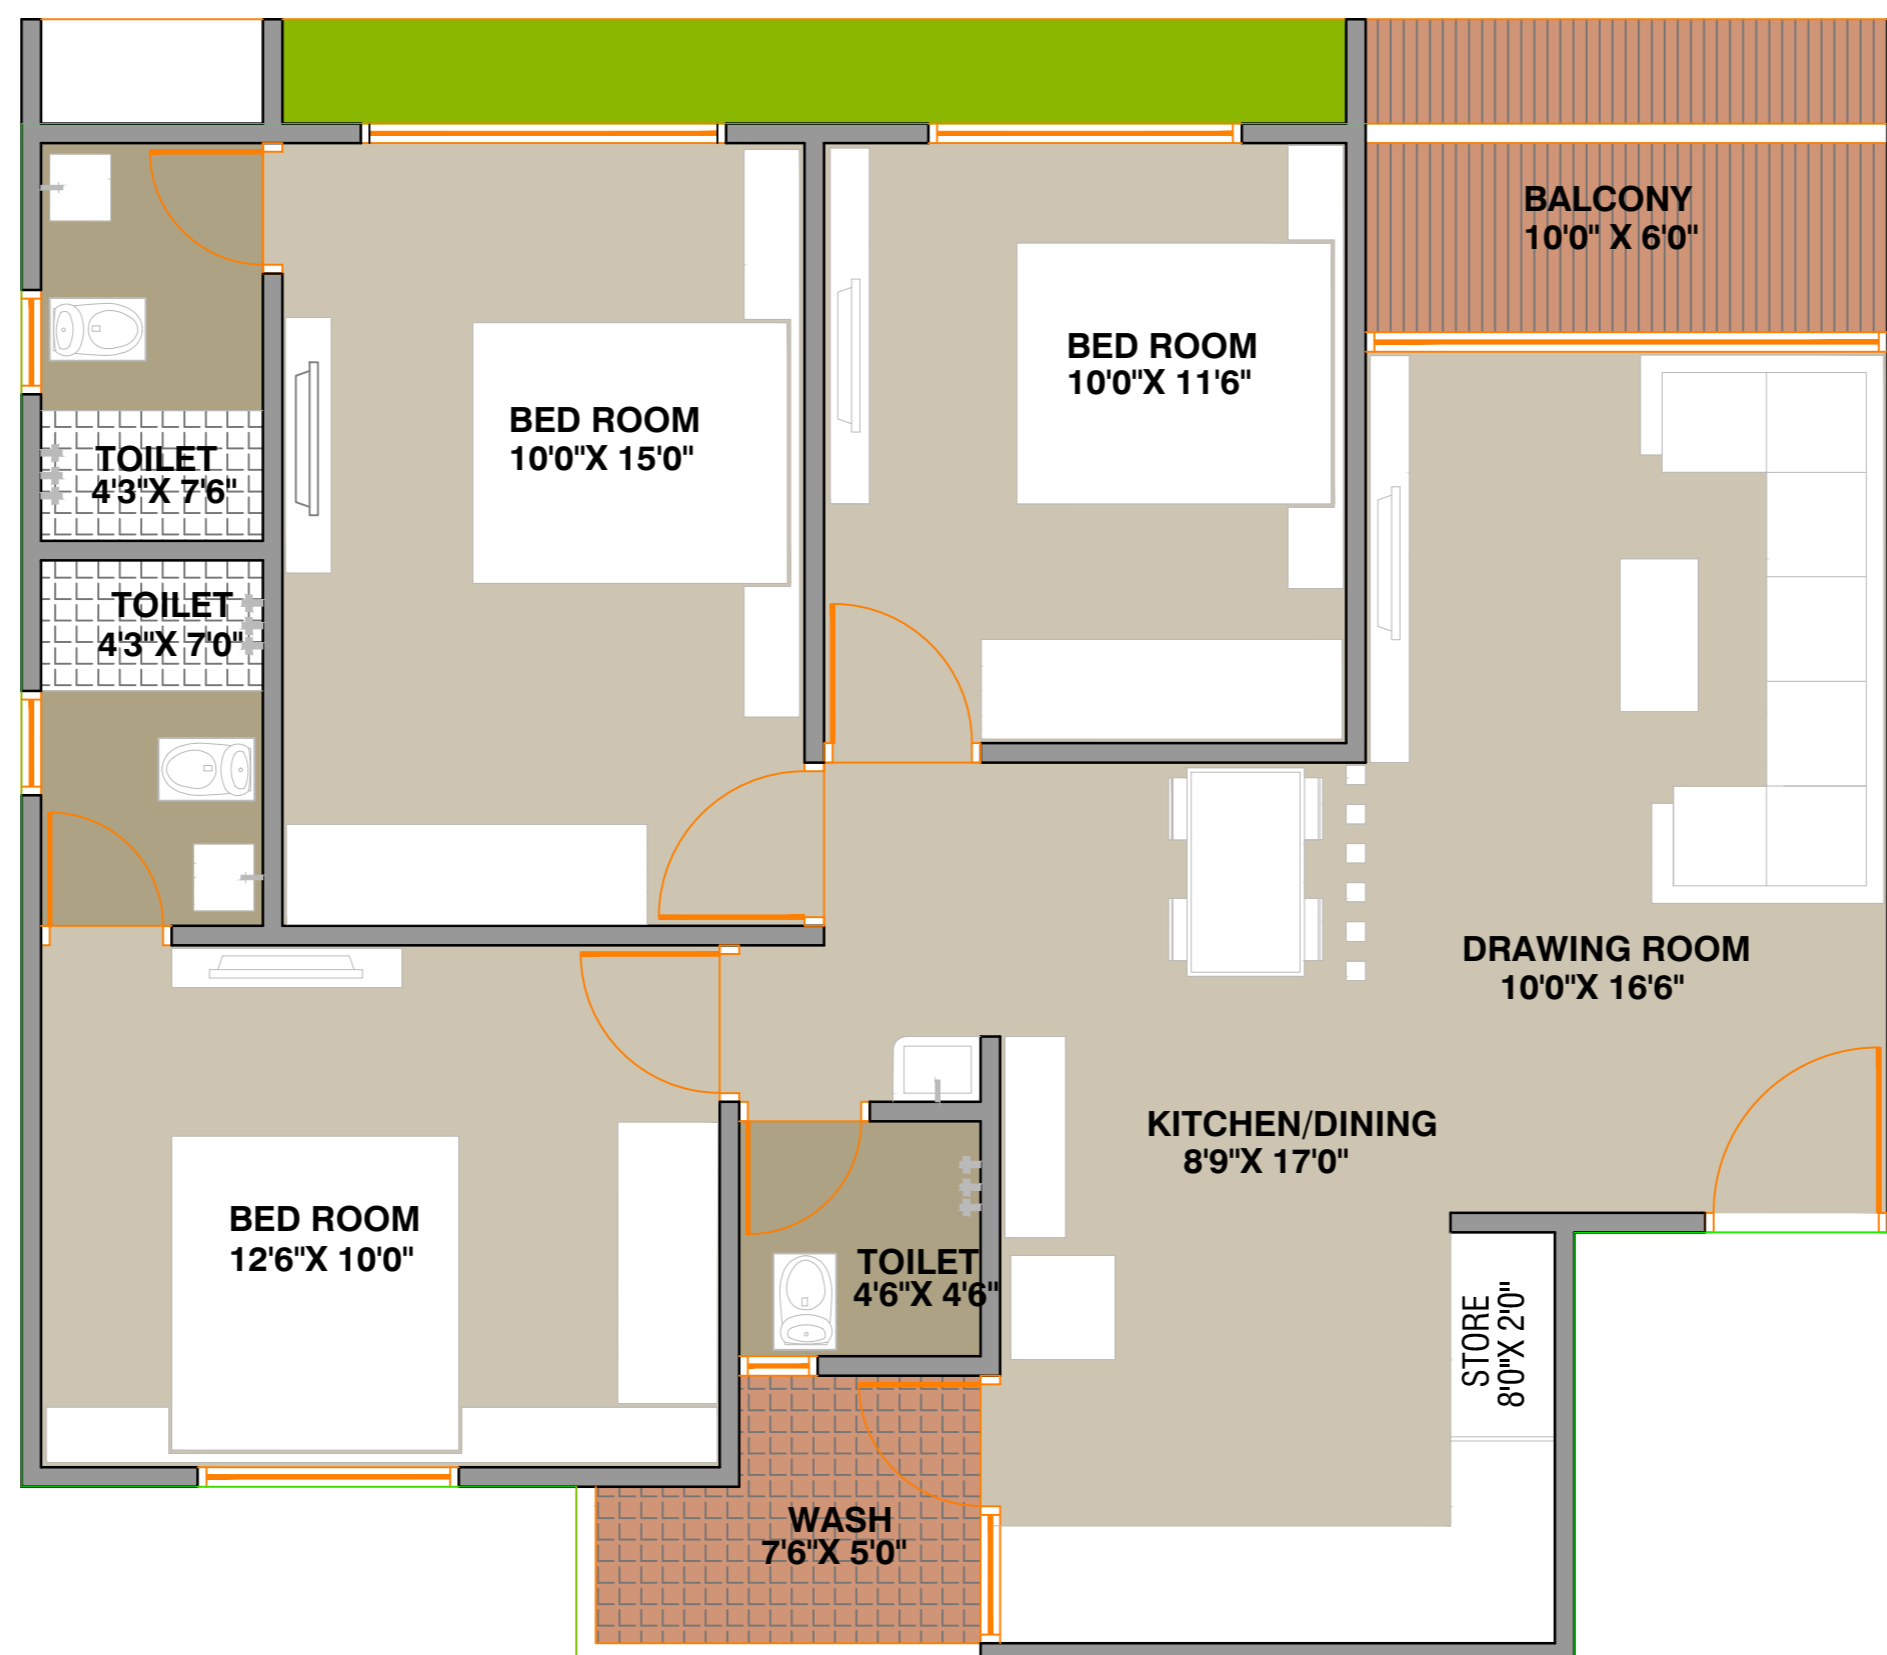 BALCONY
10'0" X 6'0"
BED ROOM
10'0"X 11'6"
BED ROOM
10'0"X 15'0"
TOILET
4'3"X 7'6"
TOILET
4'3"X 7'0"
DRAWING ROOM
10'0"X 16'6"
KITCHEN/DINING
8'9"X 17'0"
BED ROOM
12'6"X 10'0"
TOILET
4'6"X 4'6"
STORE
8'0"X 2'0"
WASH
7'6"X 5'0"